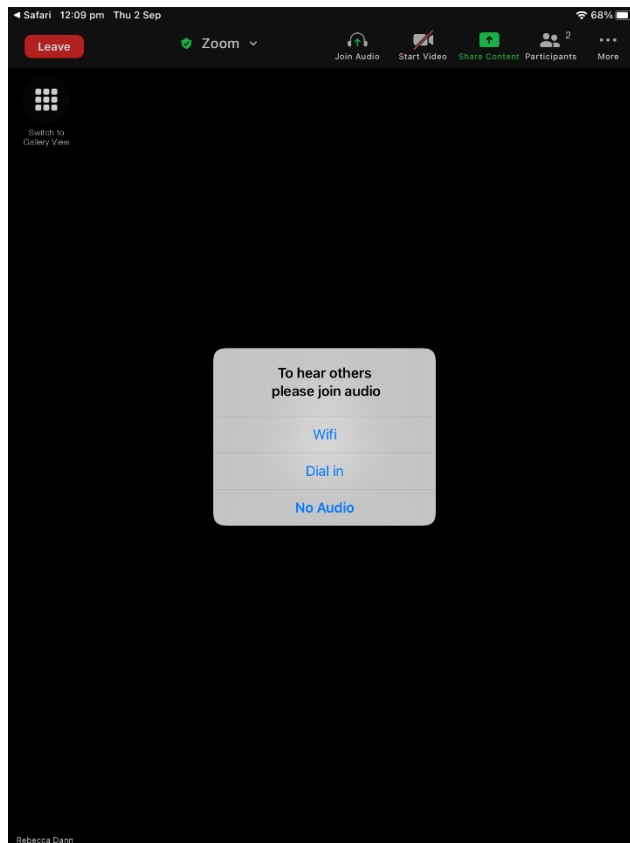 Safari 12:09 pm Thu 2 Sep 68%
Leave Zoom Join Audio Start Video Share Content Participants 2 More
Switch to
Gallery View
To hear others
please join audio
Wifi
Dial in
No Audio
Rebecca Dann